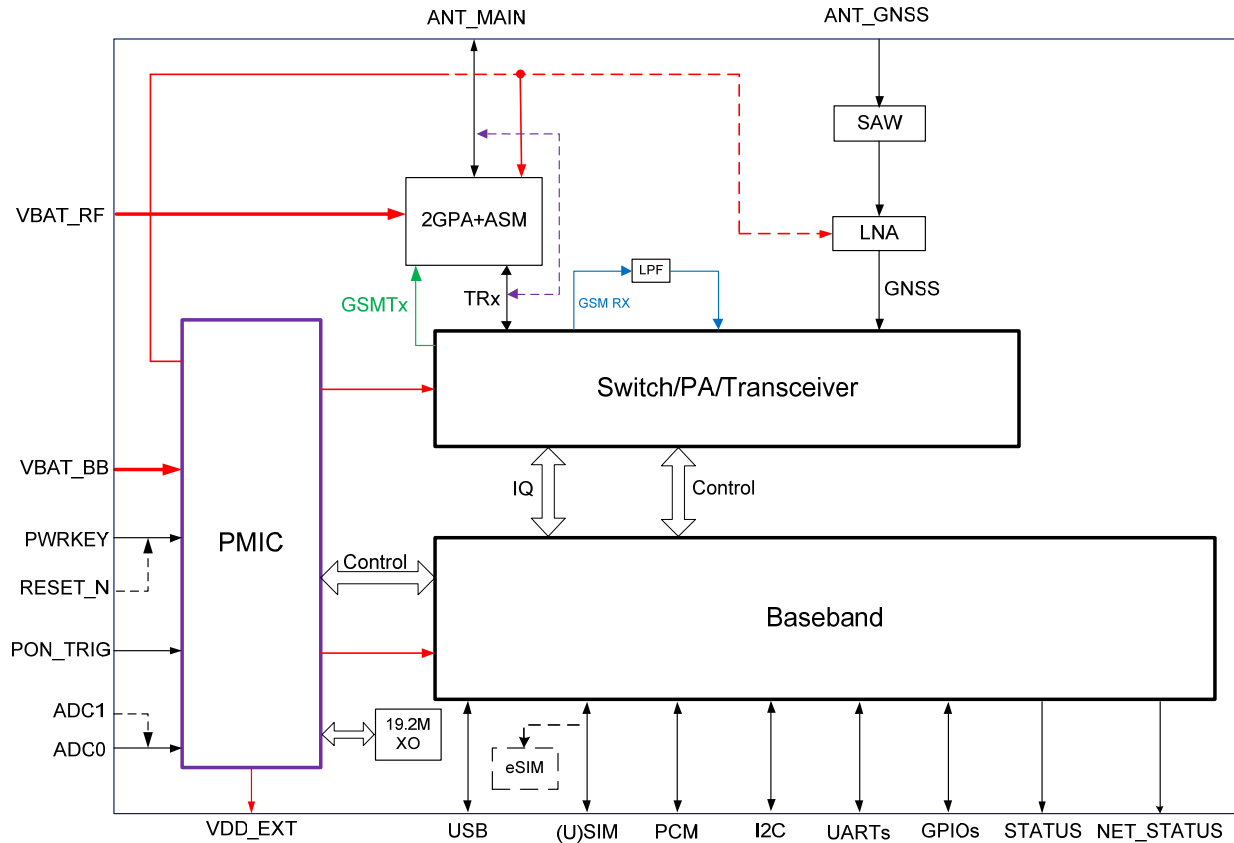 ANT_MAIN
ANT_GNSS
SAW
VBAT_RF
2GPA+ASM
LNA
GSMTx
TRx
GSM RX
LPF
GNSS
Switch/PA/Transceiver
VBAT_BB
IQ
Control
PWRKEY
PMIC
RESET_N
Control
Baseband
PON_TRIG
ADC1
ADC0
19.2M
XO
eSIM
VDD_EXT
USB
(U)SIM
PCM
I2C
UARTs
GPIOs
STATUS
NET_STATUS